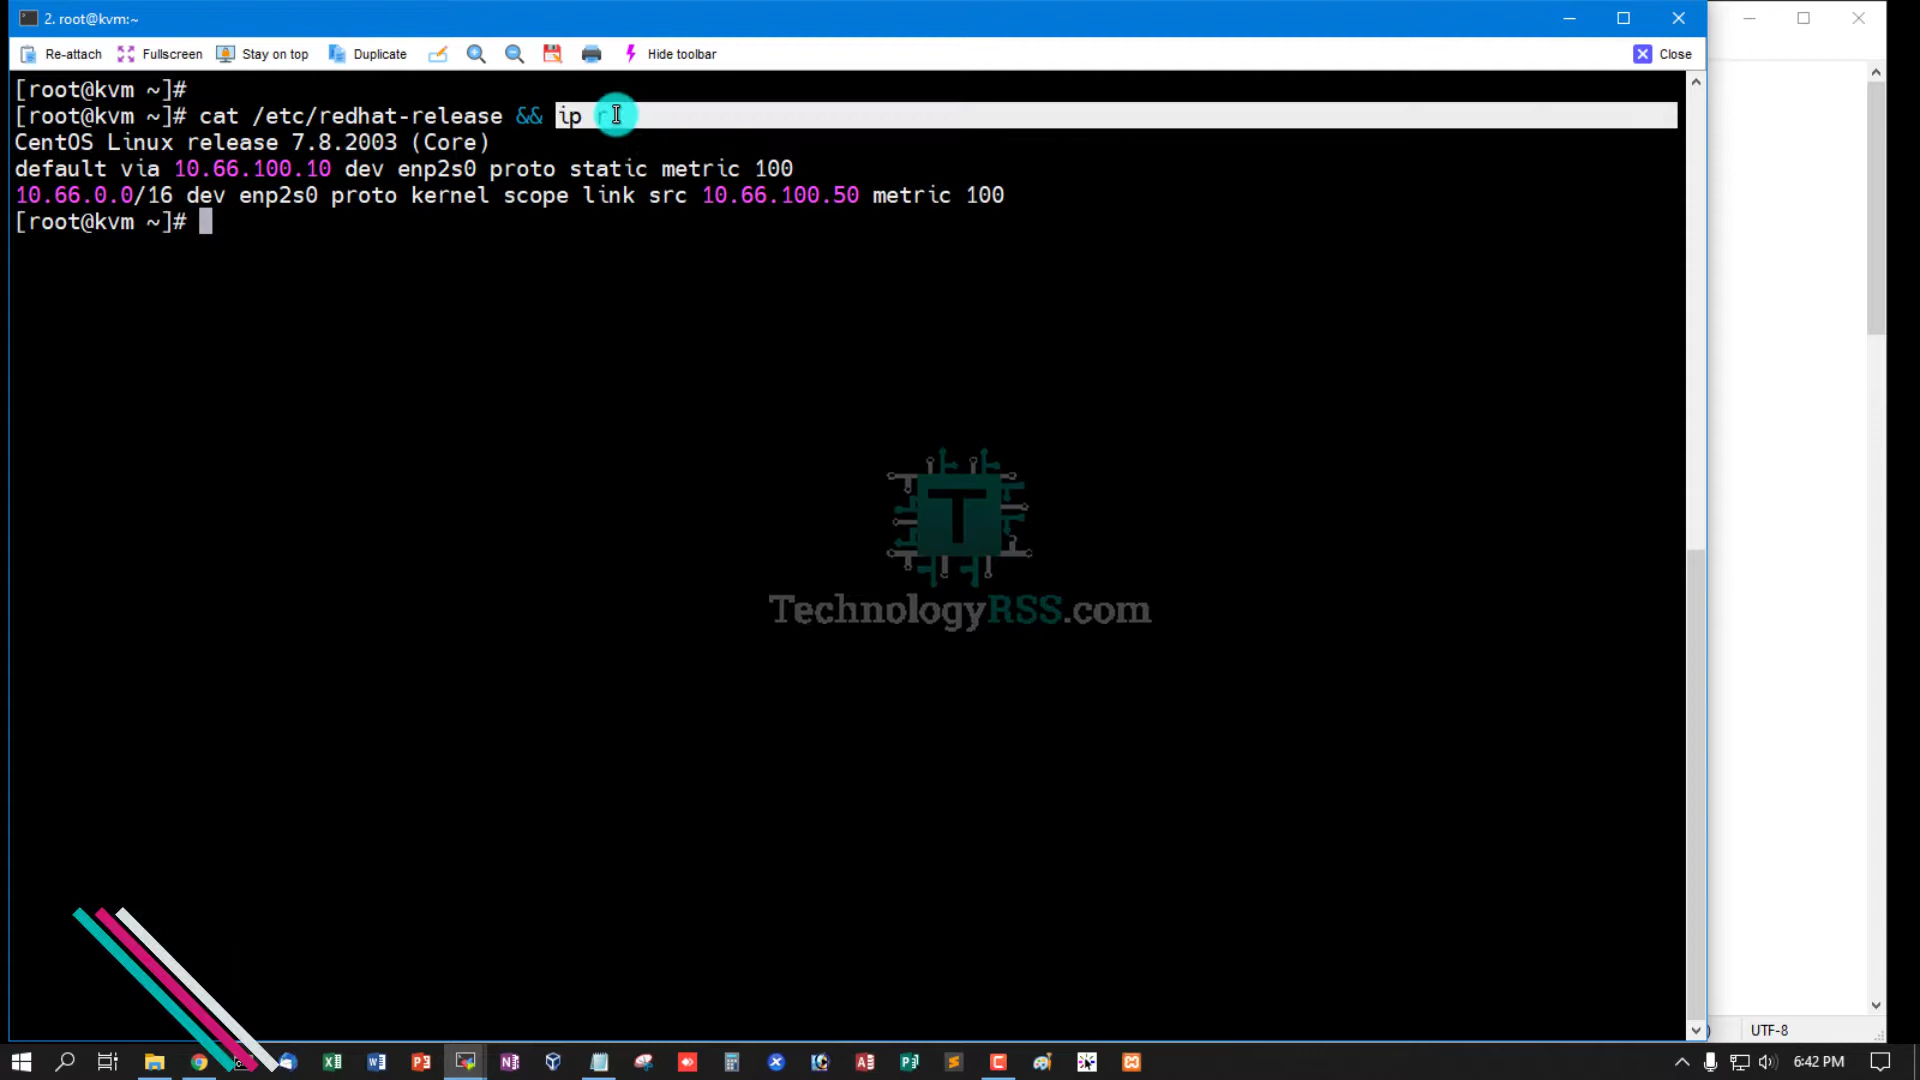 2. root@kvm:~
Re-attach Fullscreen Stay on top Duplicate Hide toolbar Close
[root@kvm ~]#
[root@kvm ~]# cat /etc/redhat-release && ip r
CentOS Linux release 7.8.2003 (Core)
default via 10.66.100.10 dev enp2s0 proto static metric 100
10.66.0.0/16 dev enp2s0 proto kernel scope link src 10.66.100.50 metric 100
[root@kvm ~]#
T
TechnologyRSS.com
UTF-8
6:42 PM